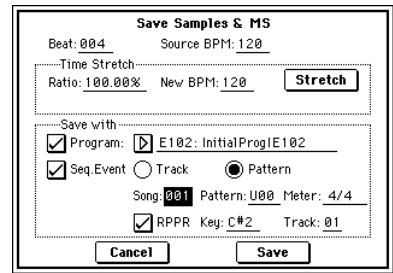 Save Samples & MS
Beat: 004 Source BPM: 120
Time Stretch
Ratio: 100.00% New BPM: 120 Stretch
Save with
Program: E102: InitialProg|E102
Seq.Event Track Pattern
Song: 001 Pattern: U00 Meter: 4/4
RPPR Key: C#2 Track: 01
Cancel Save